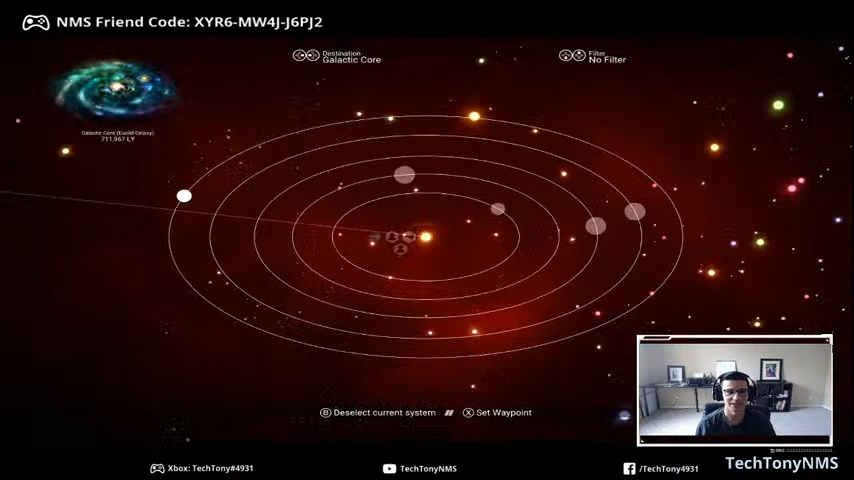 NMS Friend Code: XYR6-MW4J-J6PJ2
Destination
Galactic Core
Filter
No Filter
Galactic Core (Euclid Galaxy)
711,967 LY
B Deselect current system // X Set Waypoint
TechTonyNMS
Xbox: TechTony#4931
TechTonyNMS
/TechTony4931